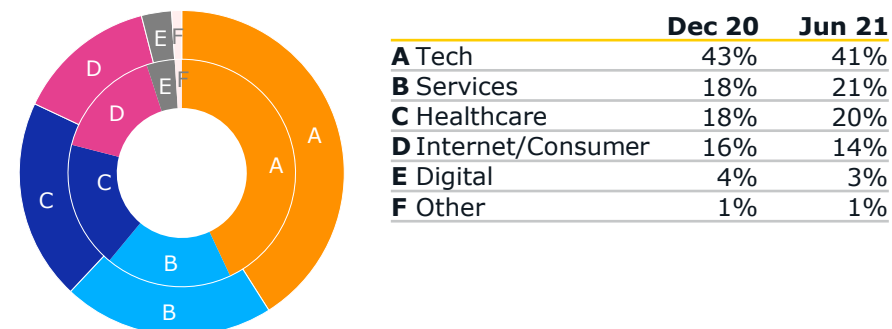 E F
D E F
D
A
A
C C
B
B
Dec 20 Jun 21
A Tech 43% 41%
B Services 18% 21%
C Healthcare 18% 20%
D Internet/Consumer 16% 14%
E Digital 4% 3%
F Other 1% 1%